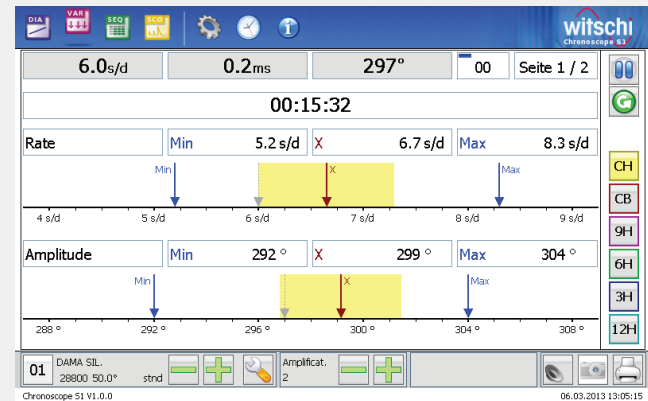 DIA VAR SEQ SCO
witschi
Chronoscope S1
6.0s/d 0.2ms 297° 00 Seite 1 / 2
00:15:32
Rate Min 5.2 s/d X 6.7 s/d Max 8.3 s/d
Min X Max
4 s/d 5 s/d 6 s/d 7 s/d 8 s/d 9 s/d
Amplitude Min 292 ° X 299 ° Max 304 °
Min X Max
288 ° 292 ° 296 ° 300 ° 304 ° 308 °
G
CH
CB
9H
6H
3H
12H
01 DAMA SIL. Amplificat.
28800 50.0° stnd 2
Chronoscope S1 V1.0.0 06.03.2013 13:05:15